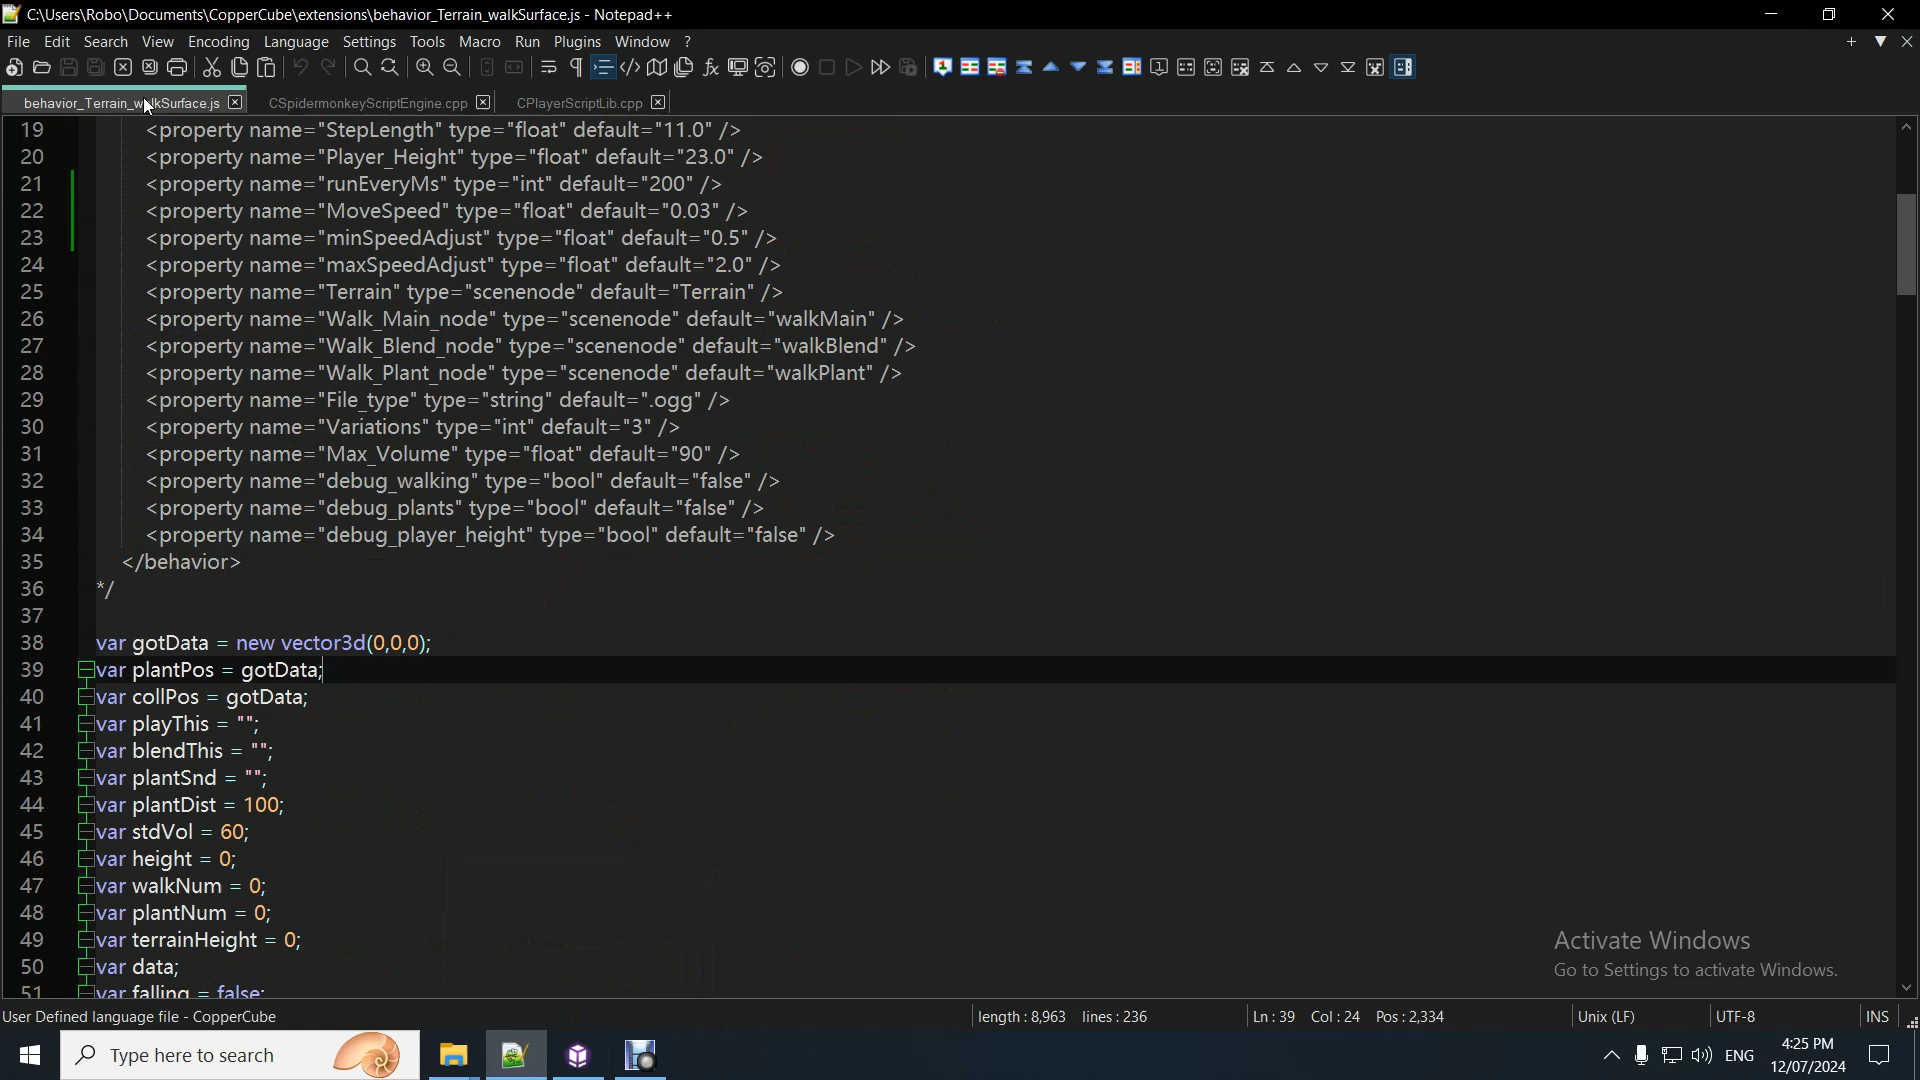 C:\Users\Robo\Documents\CopperCube\extensions\behavior_Terrain_walkSurface.js - Notepad++
File Edit Search View Encoding Language Settings Tools Macro Run Plugins Window ?
behavior_Terrain_walkSurface.js CSpidermonkeyScriptEngine.cpp CPlayerScriptLib.cpp
19 <property name="StepLength" type="float" default="11.0" />
20 <property name="Player_Height" type="float" default="23.0" />
21 <property name="runEveryMs" type="int" default="200" />
22 <property name="MoveSpeed" type="float" default="0.03" />
23 <property name="minSpeedAdjust" type="float" default="0.5" />
24 <property name="maxSpeedAdjust" type="float" default="2.0" />
25 <property name="Terrain" type="scenenode" default="Terrain" />
26 <property name="Walk_Main_node" type="scenenode" default="walkMain" />
27 <property name="Walk_Blend_node" type="scenenode" default="walkBlend" />
28 <property name="Walk_Plant_node" type="scenenode" default="walkPlant" />
29 <property name="File_type" type="string" default=".ogg" />
30 <property name="Variations" type="int" default="3" />
31 <property name="Max_Volume" type="float" default="90" />
32 <property name="debug_walking" type="bool" default="false" />
33 <property name="debug_plants" type="bool" default="false" />
34 <property name="debug_player_height" type="bool" default="false" />
35 </behavior>
36 */
37
38 var gotData = new vector3d(0,0,0);
39 var plantPos = gotData;
40 var collPos = gotData;
41 var playThis = "";
42 var blendThis = "";
43 var plantSnd = "";
44 var plantDist = 100;
45 var stdVol = 60;
46 var height = 0;
47 var walkNum = 0;
48 var plantNum = 0;
49 var terrainHeight = 0;
50 var data;
51 var falling = false;
Activate Windows
Go to Settings to activate Windows.
User Defined language file - CopperCube length : 8,963 lines : 236 Ln : 39 Col : 24 Pos : 2,334 Unix (LF) UTF-8 INS
Type here to search ENG 4:25 PM
12/07/2024